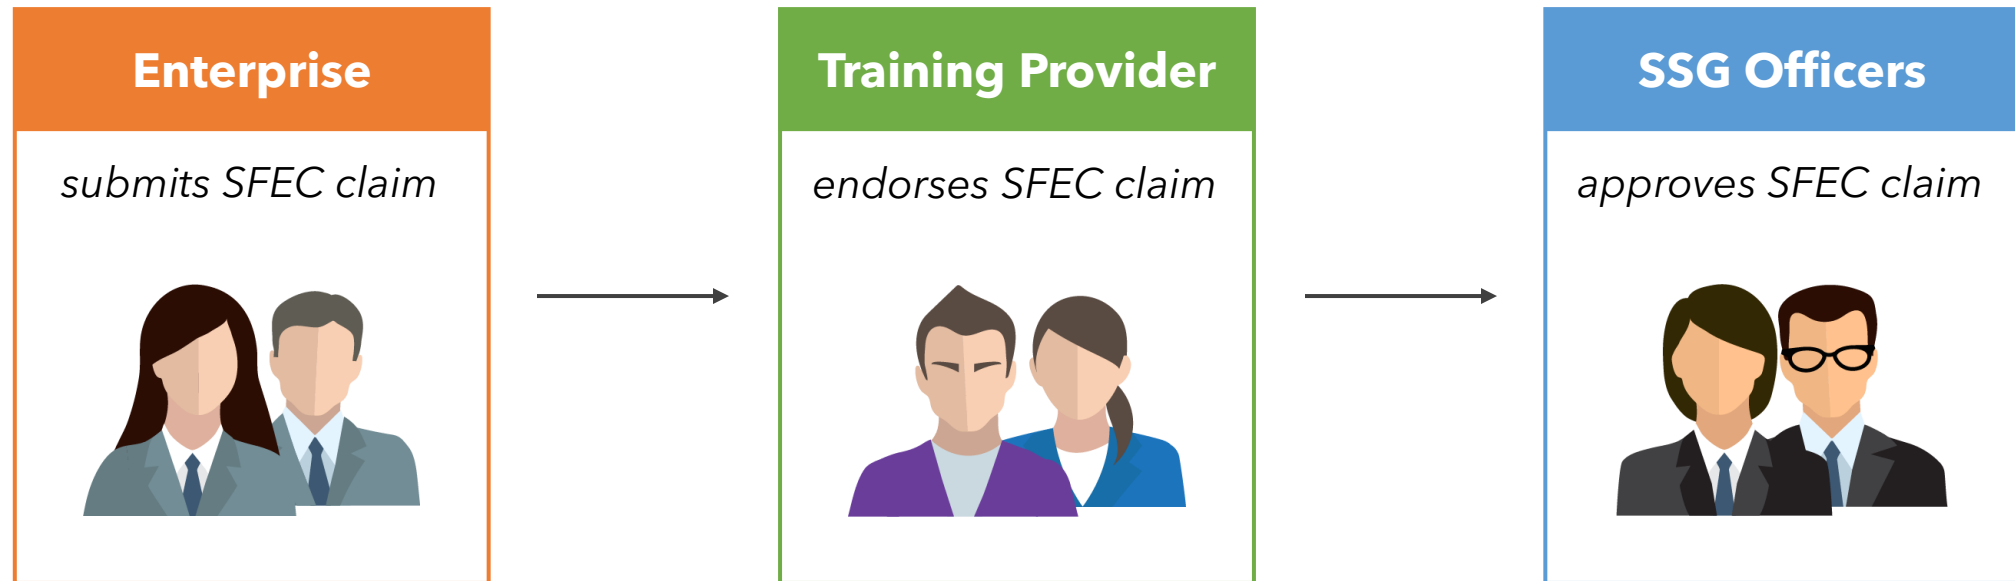 Enterprise
submits SFEC claim
Training Provider
endorses SFEC claim
SSG Officers
approves SFEC claim